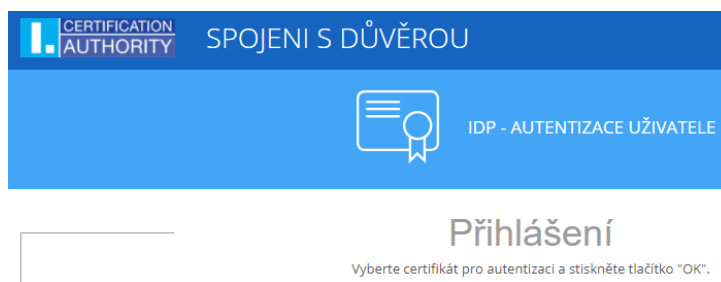 I. CERTIFICATION
AUTHORITY
SPOJENI S DŮVĚROU
IDP - AUTENTIZACE UŽIVATELE
Přihlášení
Vyberte certifikát pro autentizaci a stiskněte tlačítko "OK".